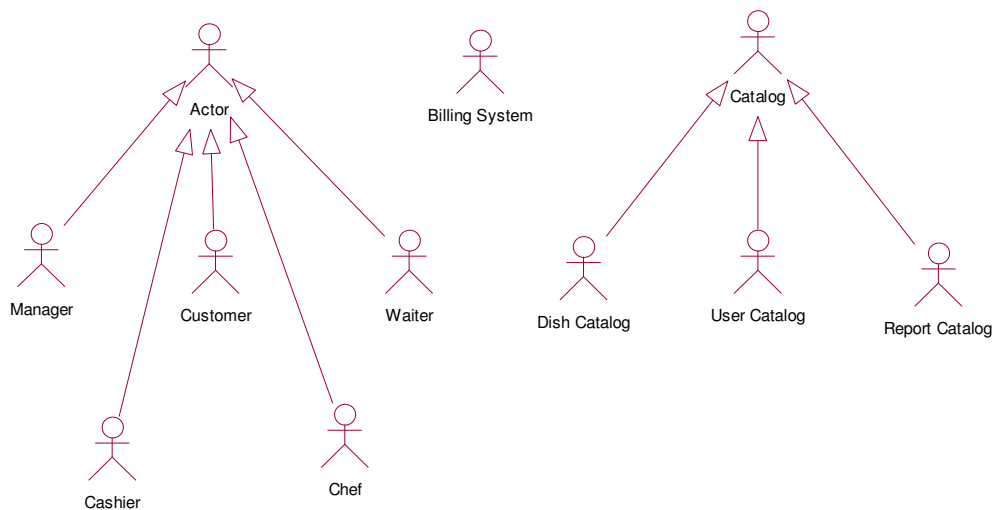 Actor
Billing System
Catalog
Manager
Customer
Waiter
Dish Catalog
User Catalog
Report Catalog
Cashier
Chef